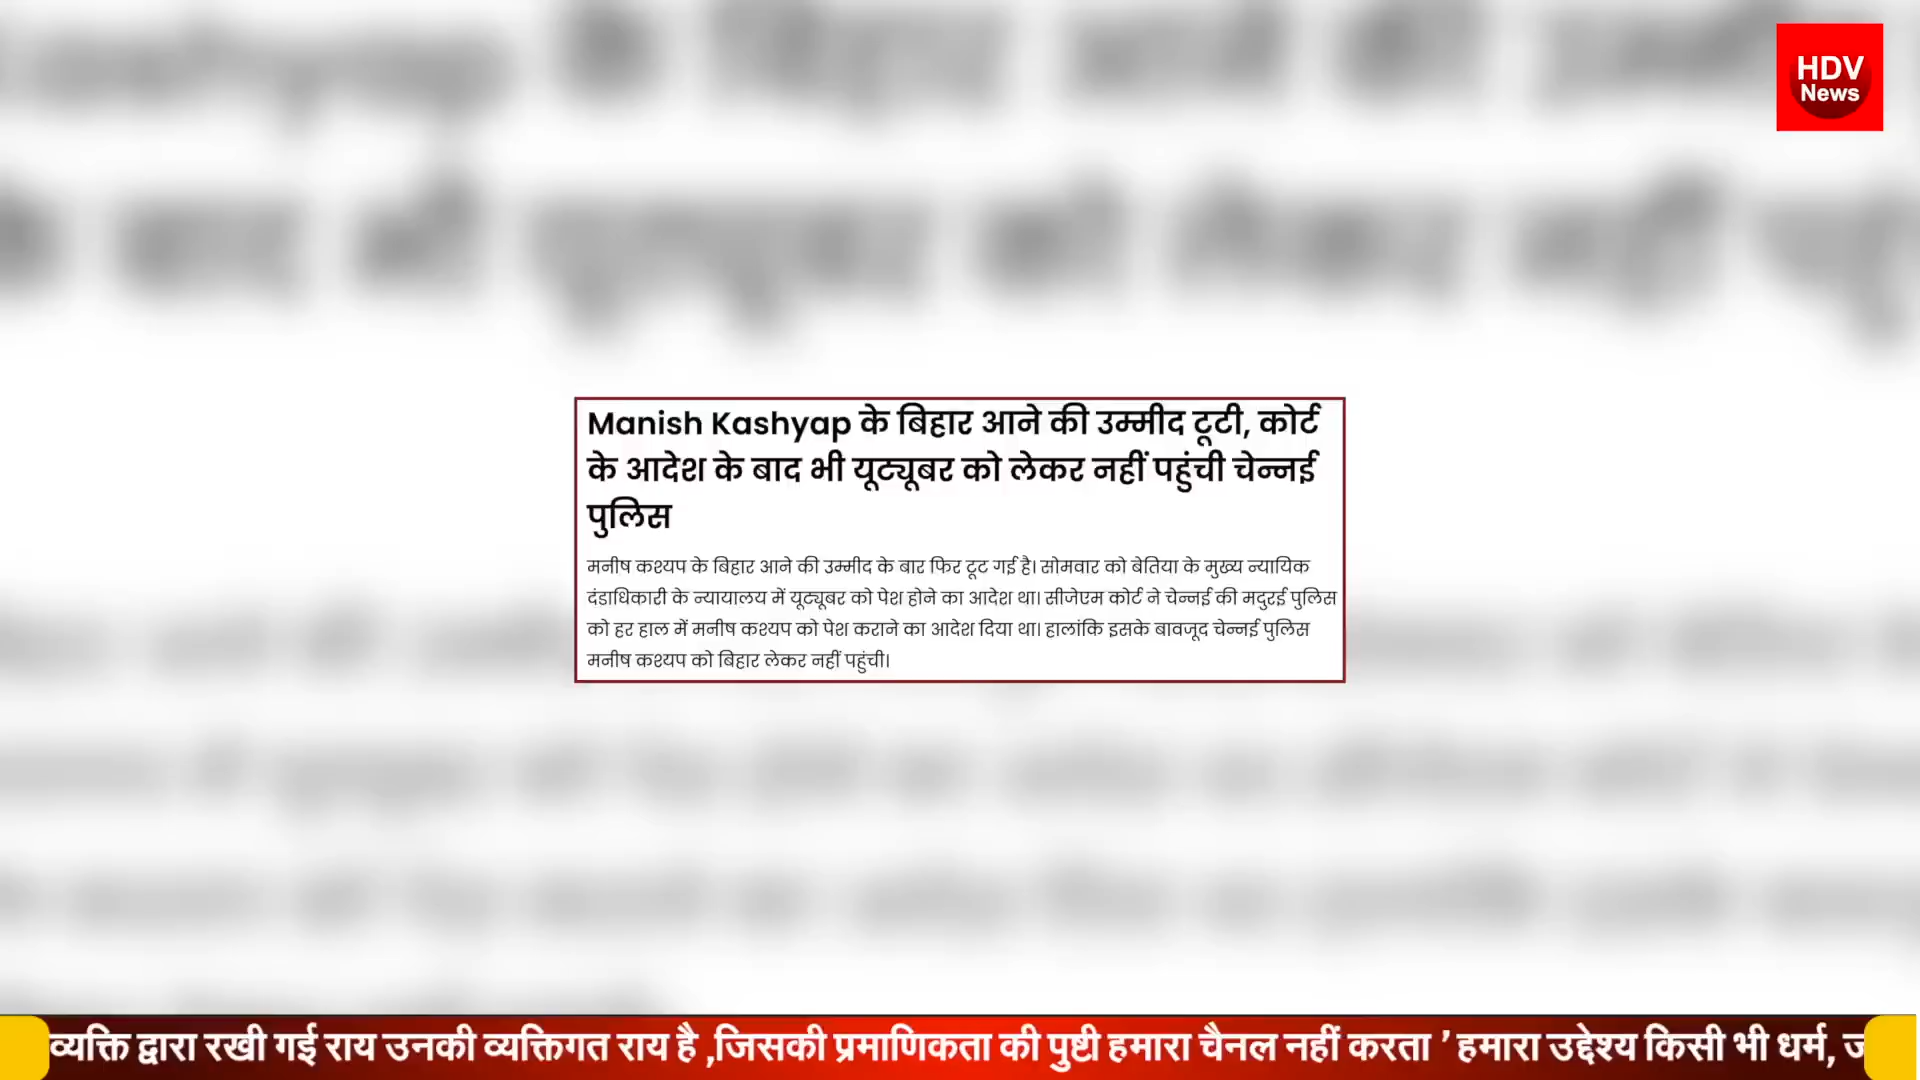 HDV
News
Manish Kashyap के बिहार आने की उम्मीद टूटी, कोर्ट
के आदेश के बाद भी यूट्यूबर को लेकर नहीं पहुंची चेन्नई
पुलिस
मनीष कश्यप के बिहार आने की उम्मीद के बार फिर टूट गई है। सोमवार को बेतिया के मुख्य न्यायिक
दंडाधिकारी के न्यायालय में यूट्यूबर को पेश होने का आदेश था। सीजेएम कोर्ट ने चेन्नई की मदुरई पुलिस
को हर हाल में मनीष कश्यप को पेश कराने का आदेश दिया था। हालांकि इसके बावजूद चेन्नई पुलिस
मनीष कश्यप को बिहार लेकर नहीं पहुंची।
व्यक्ति द्वारा रखी गई राय उनकी व्यक्तिगत राय है ,जिसकी प्रमाणिकता की पुष्टी हमारा चैनल नहीं करता ' हमारा उद्देश्य किसी भी धर्म,